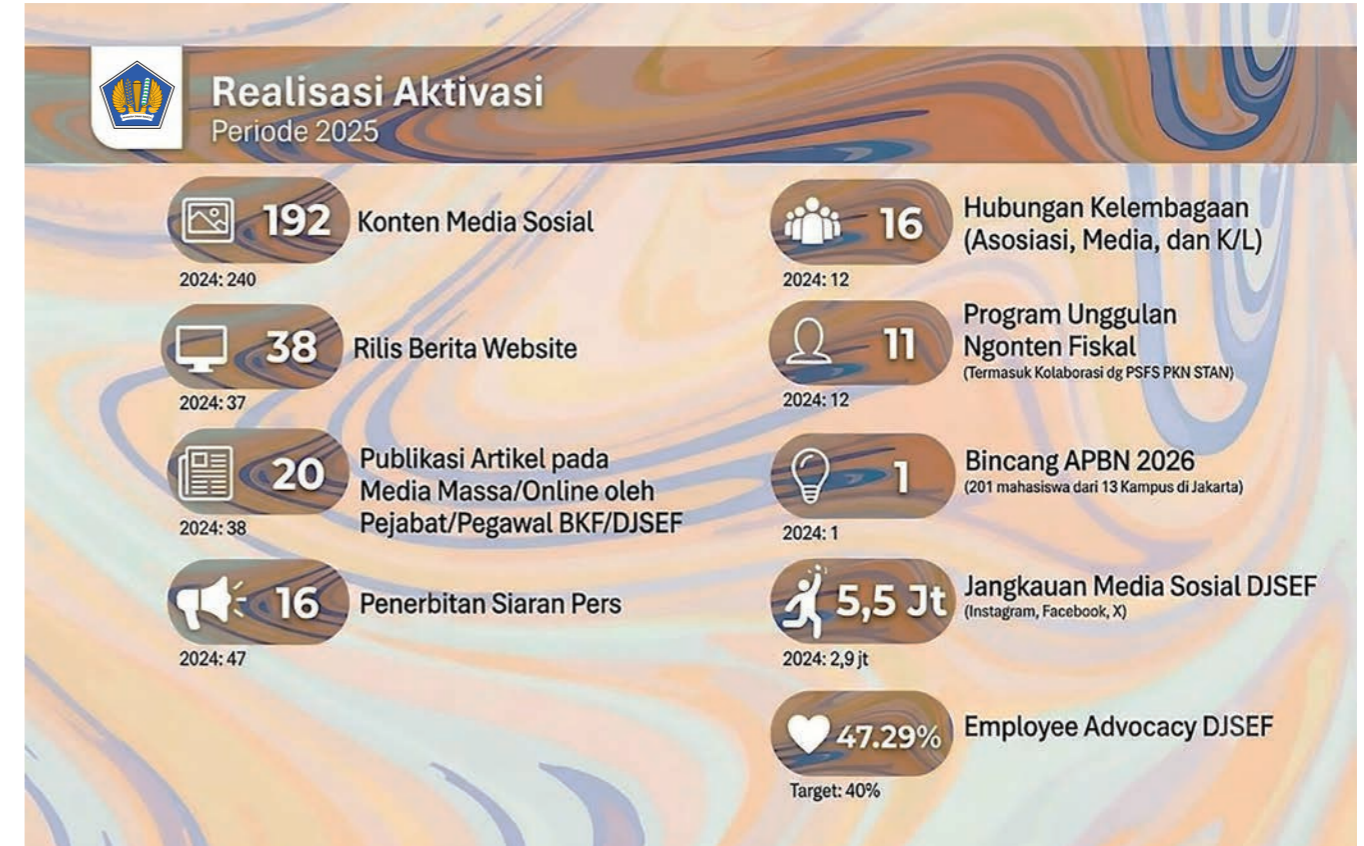 Realisasi Aktivasi
Periode 2025
192
Konten Media Sosial
2024: 240
38
Rilis Berita Website
2024: 37
20
Publikasi Artikel pada
Media Massa/Online oleh
Pejabat/Pegawal BKF/DJSEF
2024: 38
16
Penerbitan Siaran Pers
2024: 47
16
Hubungan Kelembagaan
(Asosiasi, Media, dan K/L)
2024: 12
11
Program Unggulan
Ngonten Fiskal
(Termasuk Kolaborasi dg PSFS PKN STAN)
2024: 12
1
Bincang APBN 2026
(201 mahasiswa dari 13 Kampus di Jakarta)
2024: 1
5,5 Jt
Jangkauan Media Sosial DJSEF
(Instagram, Facebook, X)
2024: 2,9 jt
47.29%
Employee Advocacy DJSEF
Target: 40%